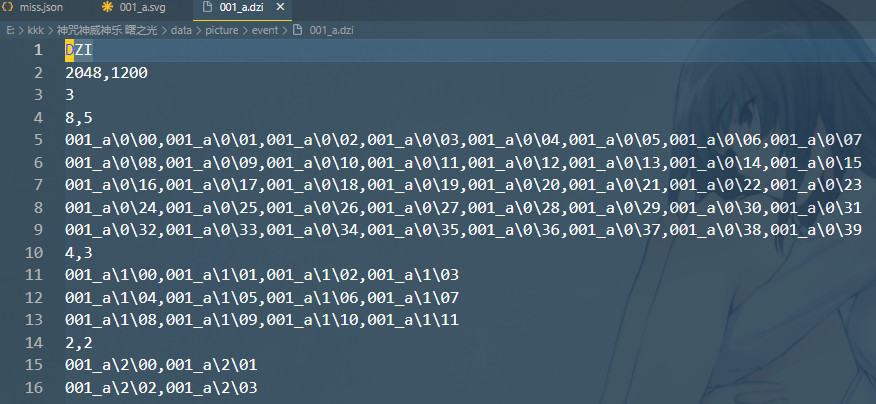 miss.json 001_a.svg 001_a.dzi
E: > kkk > 神咒神威神乐 曙之光 > data > picture > event > 001_a.dzi
1 DZI
2 2048,1200
3 3
4 8,5
5 001_a\0\00,001_a\0\01,001_a\0\02,001_a\0\03,001_a\0\04,001_a\0\05,001_a\0\06,001_a\0\07
6 001_a\0\08,001_a\0\09,001_a\0\10,001_a\0\11,001_a\0\12,001_a\0\13,001_a\0\14,001_a\0\15
7 001_a\0\16,001_a\0\17,001_a\0\18,001_a\0\19,001_a\0\20,001_a\0\21,001_a\0\22,001_a\0\23
8 001_a\0\24,001_a\0\25,001_a\0\26,001_a\0\27,001_a\0\28,001_a\0\29,001_a\0\30,001_a\0\31
9 001_a\0\32,001_a\0\33,001_a\0\34,001_a\0\35,001_a\0\36,001_a\0\37,001_a\0\38,001_a\0\39
10 4,3
11 001_a\1\00,001_a\1\01,001_a\1\02,001_a\1\03
12 001_a\1\04,001_a\1\05,001_a\1\06,001_a\1\07
13 001_a\1\08,001_a\1\09,001_a\1\10,001_a\1\11
14 2,2
15 001_a\2\00,001_a\2\01
16 001_a\2\02,001_a\2\03